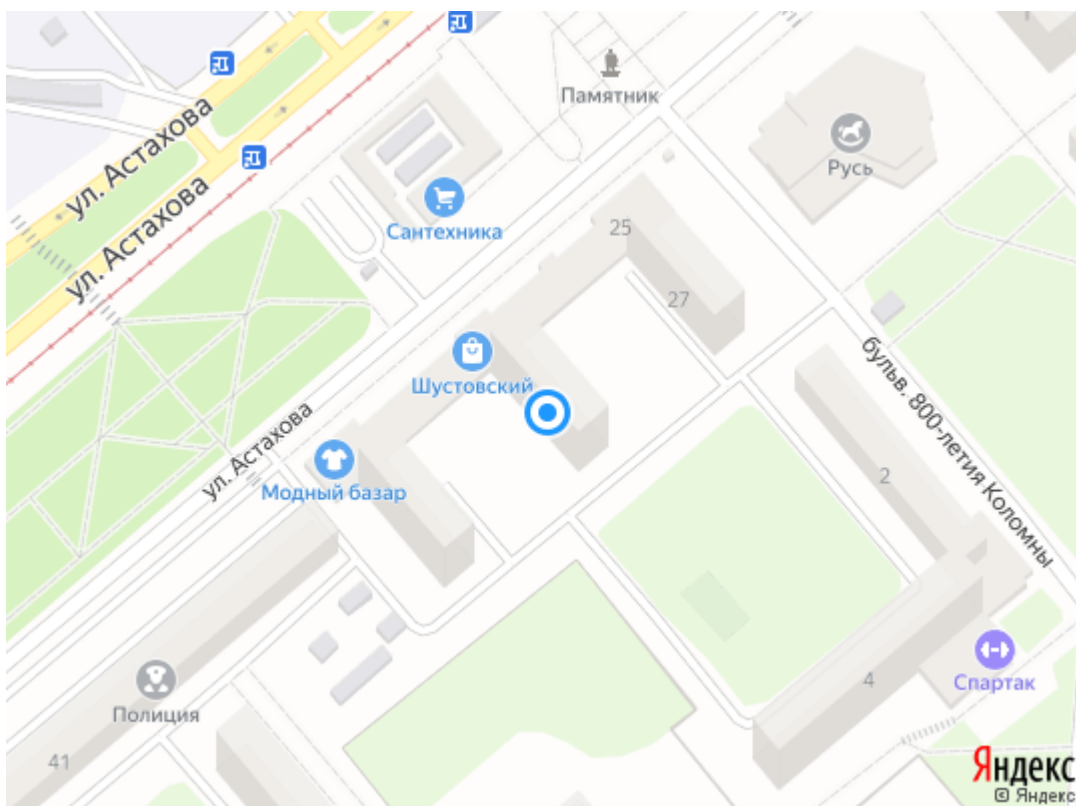 ул. Астахова
ул. Астахова
Памятник
Русь
Сантехника
25
27
Шустовский
бульв. 800-летия Коломны
ул. Астахова
Модный базар
2
4
Спартак
Полиция
41
Яндекс
© Яндекс